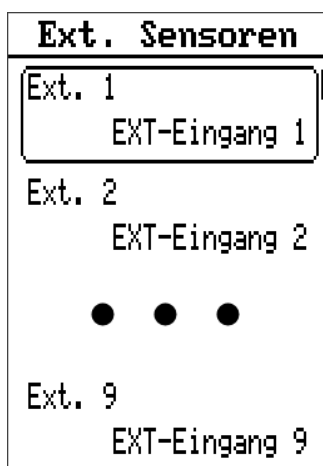 Ext. Sensoren
Ext. 1
EXT-Eingang 1
Ext. 2
EXT-Eingang 2
● ● ●
Ext. 9
EXT-Eingang 9